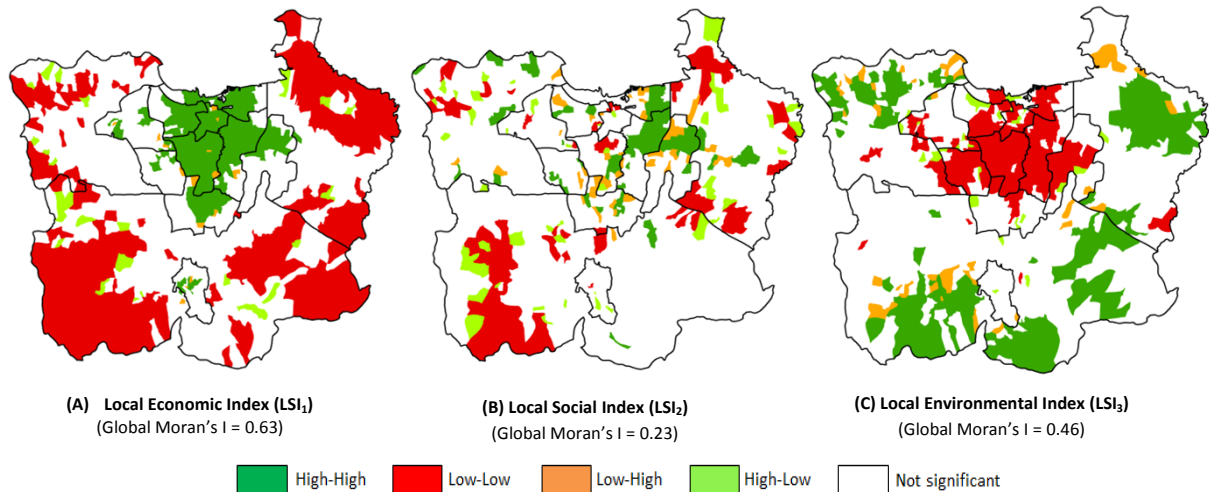 (A) Local Economic Index (LSI₁)
(Global Moran's I = 0.63)
(B) Local Social Index (LSI₂)
(Global Moran's I = 0.23)
(C) Local Environmental Index (LSI₃)
(Global Moran's I = 0.46)
High-High Low-Low Low-High High-Low Not significant